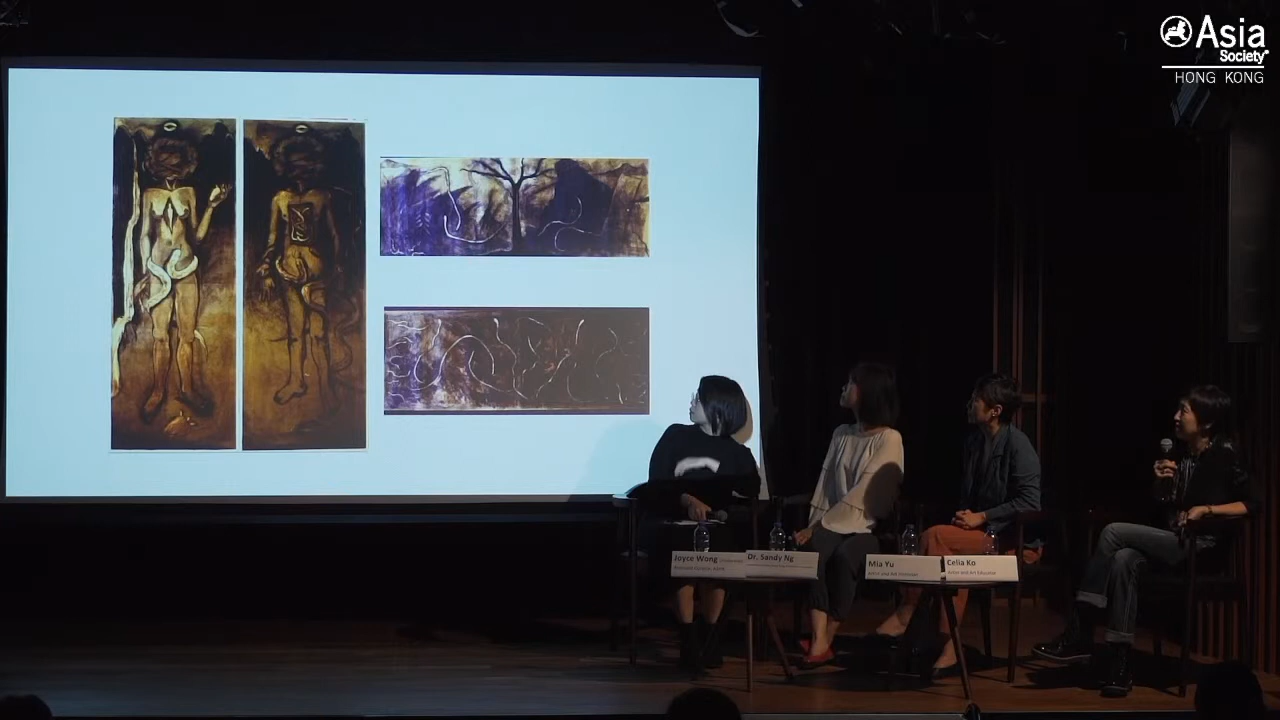 Asia
Society
HONG KONG
Joyce Wong
Dr. Sandy Ng
Mia Yu
Celia Ko
Artist and Art Educator